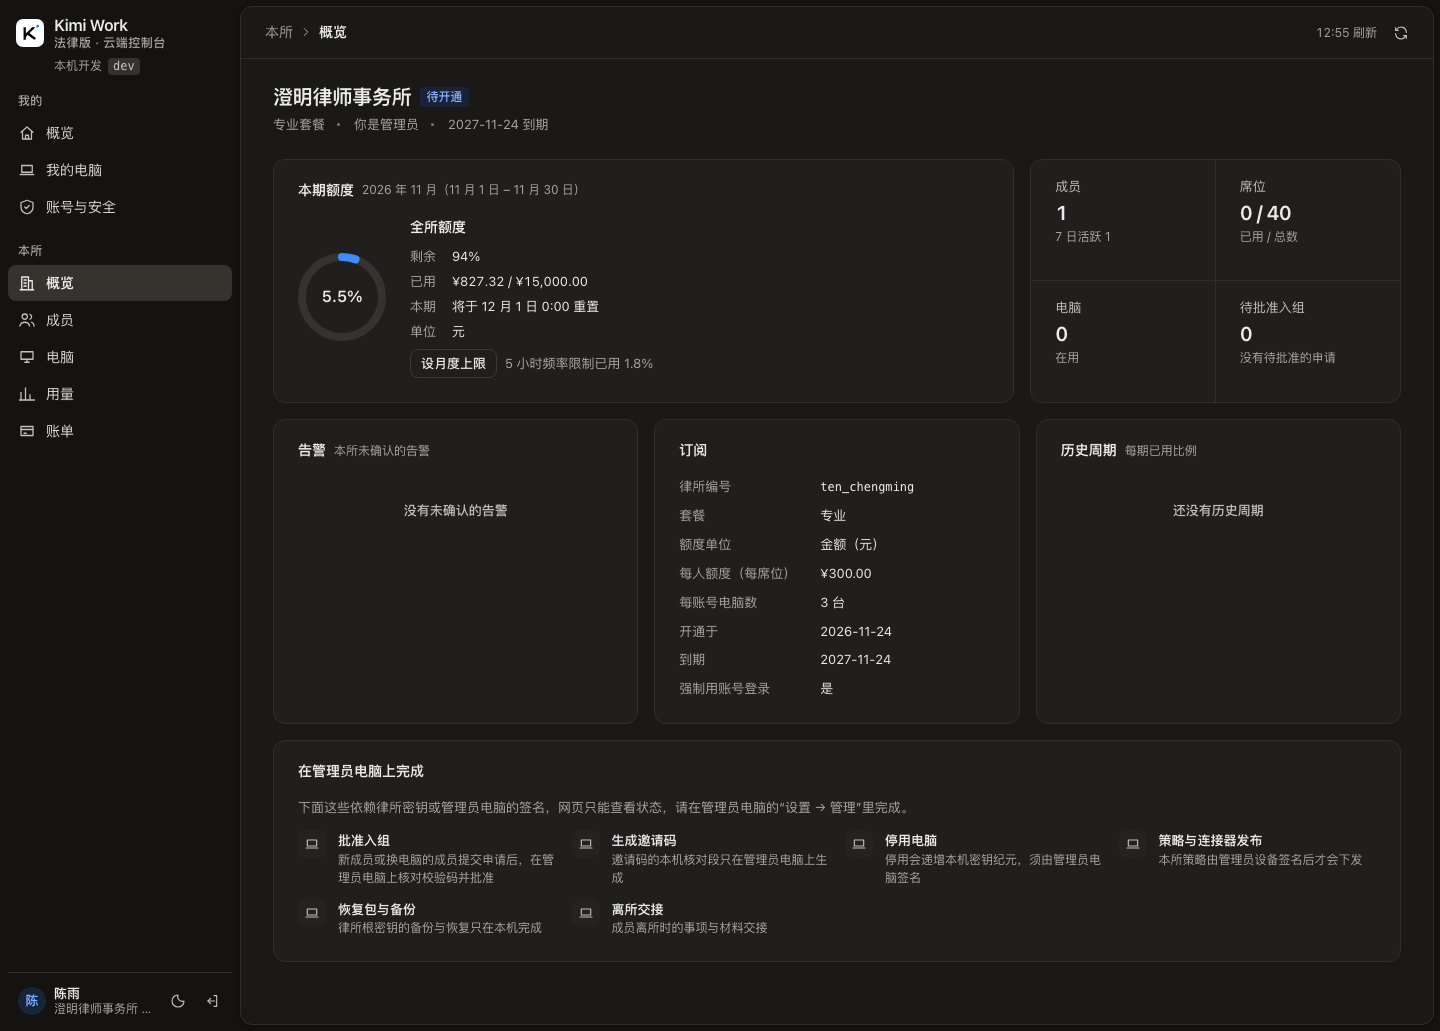 Kimi Work
法律版 · 云端控制台
本机开发 dev
我的
概览
我的电脑
账号与安全
本所
概览
成员
电脑
用量
账单
陈
陈雨
澄明律师事务所 ...
本所 > 概览
12:55 刷新
澄明律师事务所 待开通
专业套餐 • 你是管理员 • 2027-11-24 到期
本期额度 2026 年 11 月（11 月 1 日 – 11 月 30 日）
5.5%
全所额度
剩余 94%
已用 ¥827.32 / ¥15,000.00
本期 将于 12 月 1 日 0:00 重置
单位 元
设月度上限 5 小时频率限制已用 1.8%
成员
1
7 日活跃 1
席位
0 / 40
已用 / 总数
电脑
0
在用
待批准入组
0
没有待批准的申请
告警 本所未确认的告警
没有未确认的告警
订阅
律所编号 ten_chengming
套餐 专业
额度单位 金额（元）
每人额度（每席位） ¥300.00
每账号电脑数 3 台
开通于 2026-11-24
到期 2027-11-24
强制用账号登录 是
历史周期 每期已用比例
还没有历史周期
在管理员电脑上完成
下面这些依赖律所密钥或管理员电脑的签名，网页只能查看状态，请在管理员电脑的“设置 → 管理”里完成。
批准入组
新成员或换电脑的成员提交申请后，在管
理员电脑上核对校验码并批准
生成邀请码
邀请码的本机核对段只在管理员电脑上生
成
停用电脑
停用会递增本机密钥纪元，须由管理员电
脑签名
策略与连接器发布
本所策略由管理员设备签名后才会下发
恢复包与备份
律所根密钥的备份与恢复只在本机完成
离所交接
成员离所时的事项与材料交接